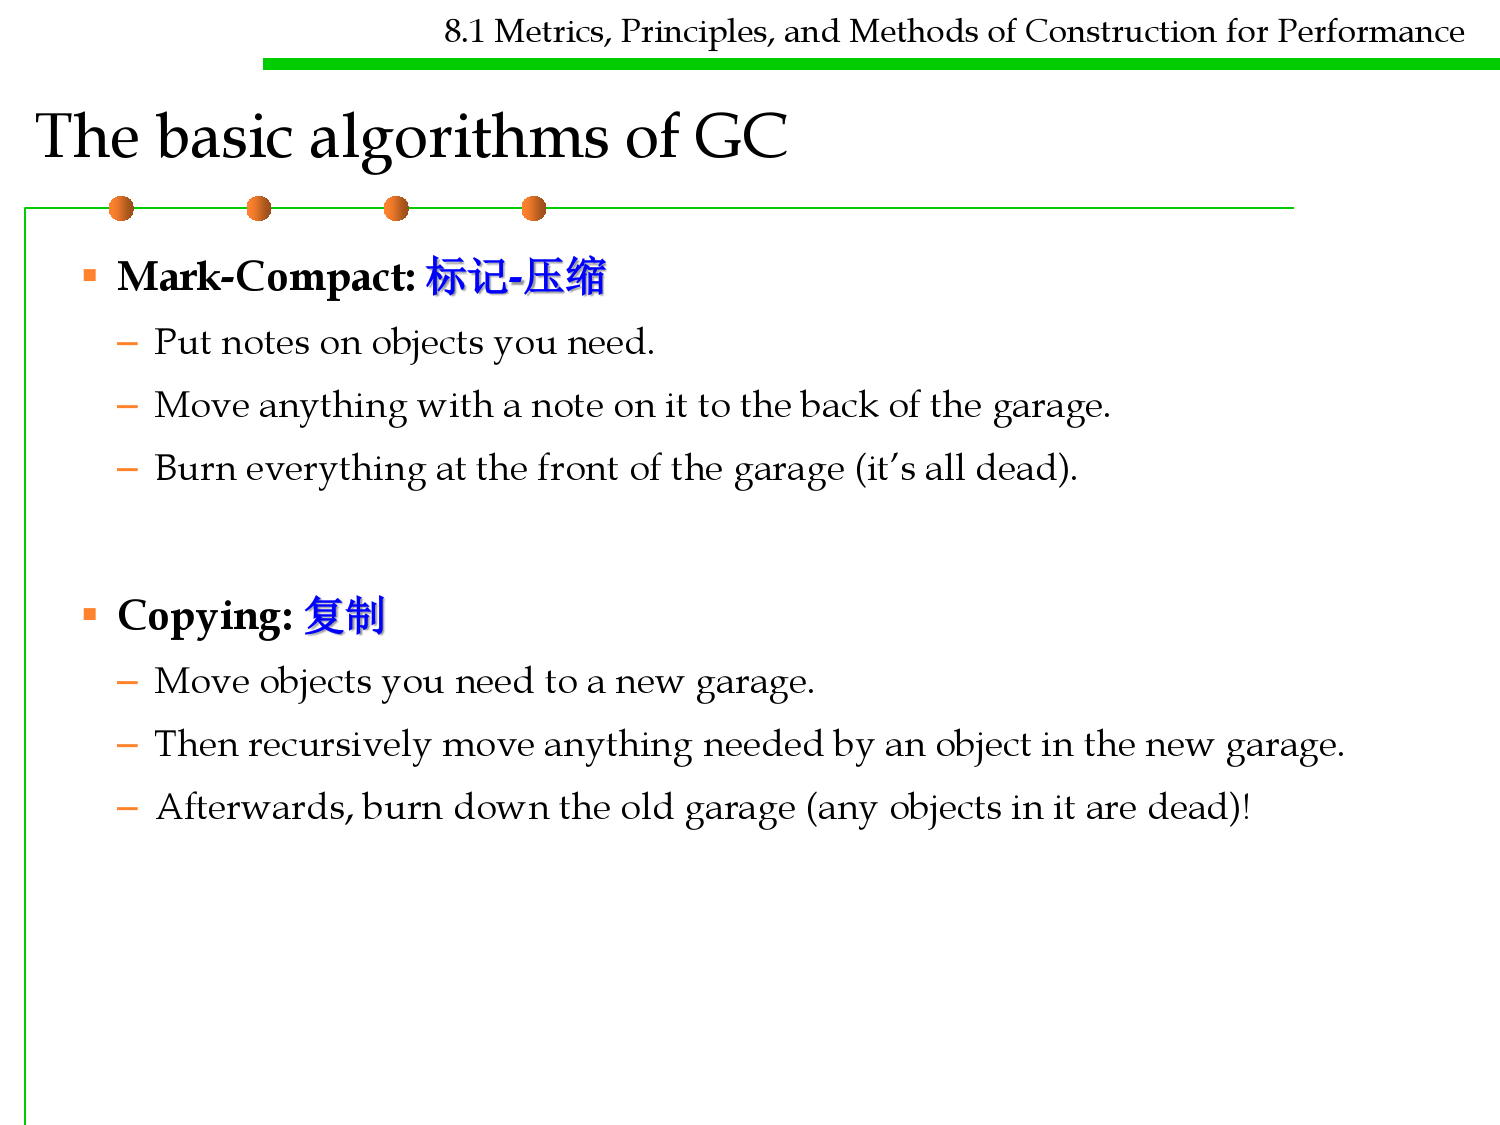 8.1 Metrics, Principles, and Methods of Construction for Performance
The basic algorithms of GC
▪ Mark-Compact: 标记-压缩
– Put notes on objects you need.
– Move anything with a note on it to the back of the garage.
– Burn everything at the front of the garage (it’s all dead).
▪ Copying: 复制
– Move objects you need to a new garage.
– Then recursively move anything needed by an object in the new garage.
– Afterwards, burn down the old garage (any objects in it are dead)!